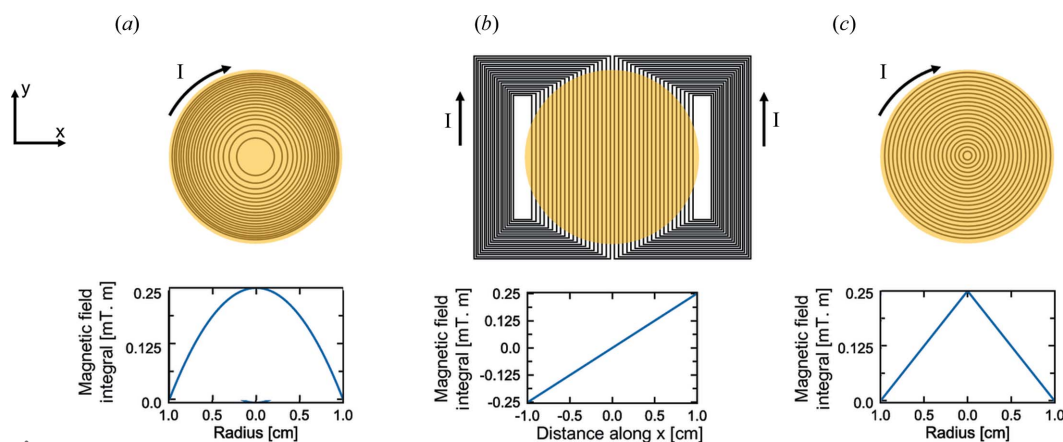 (a)
(b)
(c)
I
y
x
I
I
I
Magnetic field
integral [mT. m]
0.25
0.125
0.0
1.0
0.5
0.0
0.5
1.0
Radius [cm]
Magnetic field
integral [mT. m]
0.25
0.125
0.0
-0.125
-0.25
-1.0
-0.5
0.0
0.5
1.0
Distance along x [cm]
Magnetic field
integral [mT. m]
0.25
0.125
0.0
1.0
0.5
0.0
0.5
1.0
Radius [cm]